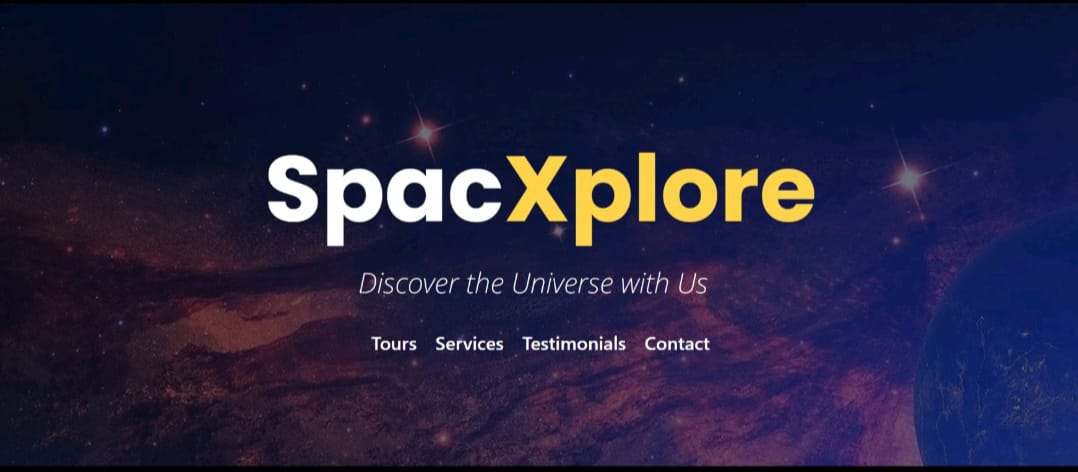 SpacXplore
Discover the Universe with Us
Tours Services Testimonials Contact